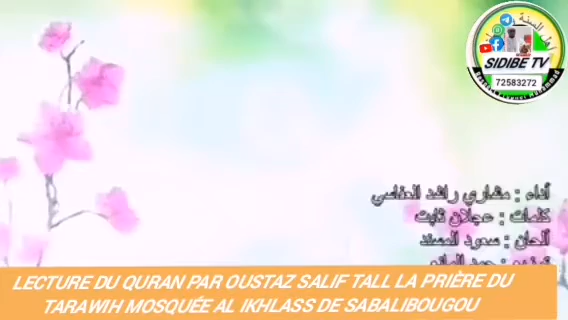 SIDIBE TV
72583272
أداء : مشاري راشد العفاسي
كلمات : عجلان ثابت
ألحان : سعود المسند
LECTURE DU QURAN PAR OUSTAZ SALIF TALL LA PRIÈRE DU
TARAWIH MOSQUÉE AL IKHLASS DE SABALIBOUGOU